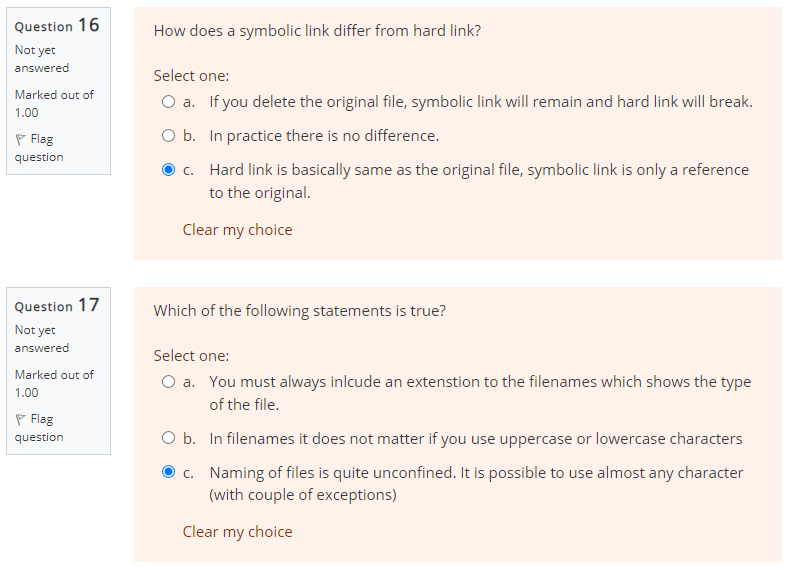 Question 16
Not yet
answered
Marked out of
1.00
Flag
question
How does a symbolic link differ from hard link?
Select one:
a. If you delete the original file, symbolic link will remain and hard link will break.
b. In practice there is no difference.
c. Hard link is basically same as the original file, symbolic link is only a reference
to the original.
Clear my choice
Question 17
Not yet
answered
Marked out of
1.00
Flag
question
Which of the following statements is true?
Select one:
a. You must always inlcude an extenstion to the filenames which shows the type
of the file.
b. In filenames it does not matter if you use uppercase or lowercase characters
c. Naming of files is quite unconfined. It is possible to use almost any character
(with couple of exceptions)
Clear my choice